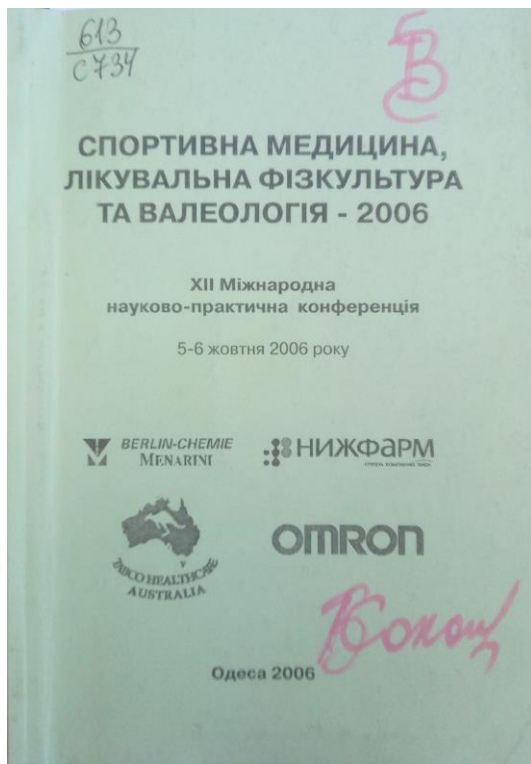 613
С734
СПОРТИВНА МЕДИЦИНА,
ЛІКУВАЛЬНА ФІЗКУЛЬТУРА
ТА ВАЛЕОЛОГІЯ - 2006
XII Міжнародна
науково-практична конференція
5-6 жовтня 2006 року
BERLIN-CHEMIE
MENARINI
НИЖФАРМ
HEALTHCARE
AUSTRALIA
OMRON
Одеса 2006